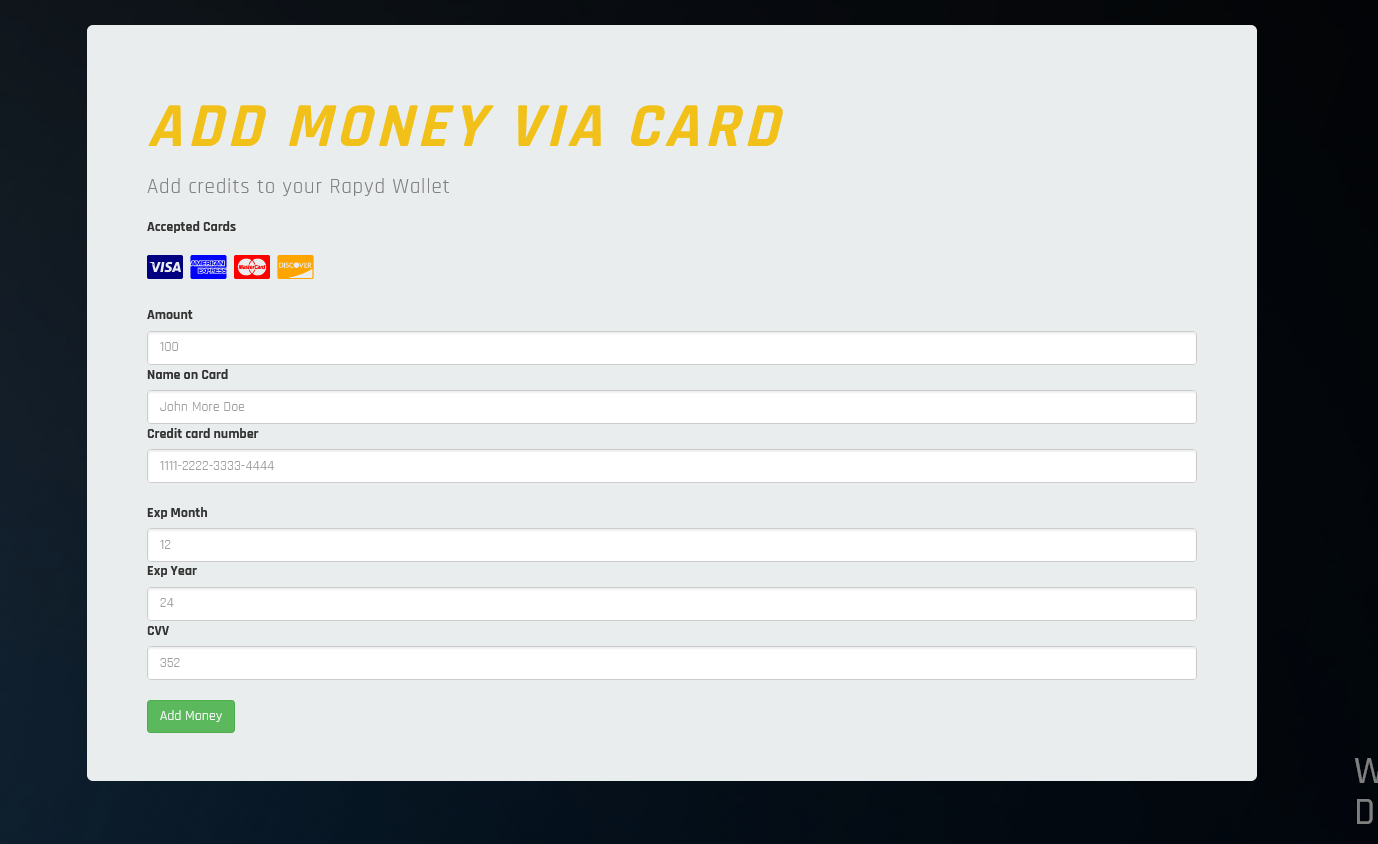 ADD MONEY VIA CARD
Add credits to your Rapyd Wallet
Accepted Cards
VISA AMERICAN EXPRESS MasterCard DISCOVER
Amount
100
Name on Card
John More Doe
Credit card number
1111-2222-3333-4444
Exp Month
12
Exp Year
24
CVV
352
Add Money
W
D